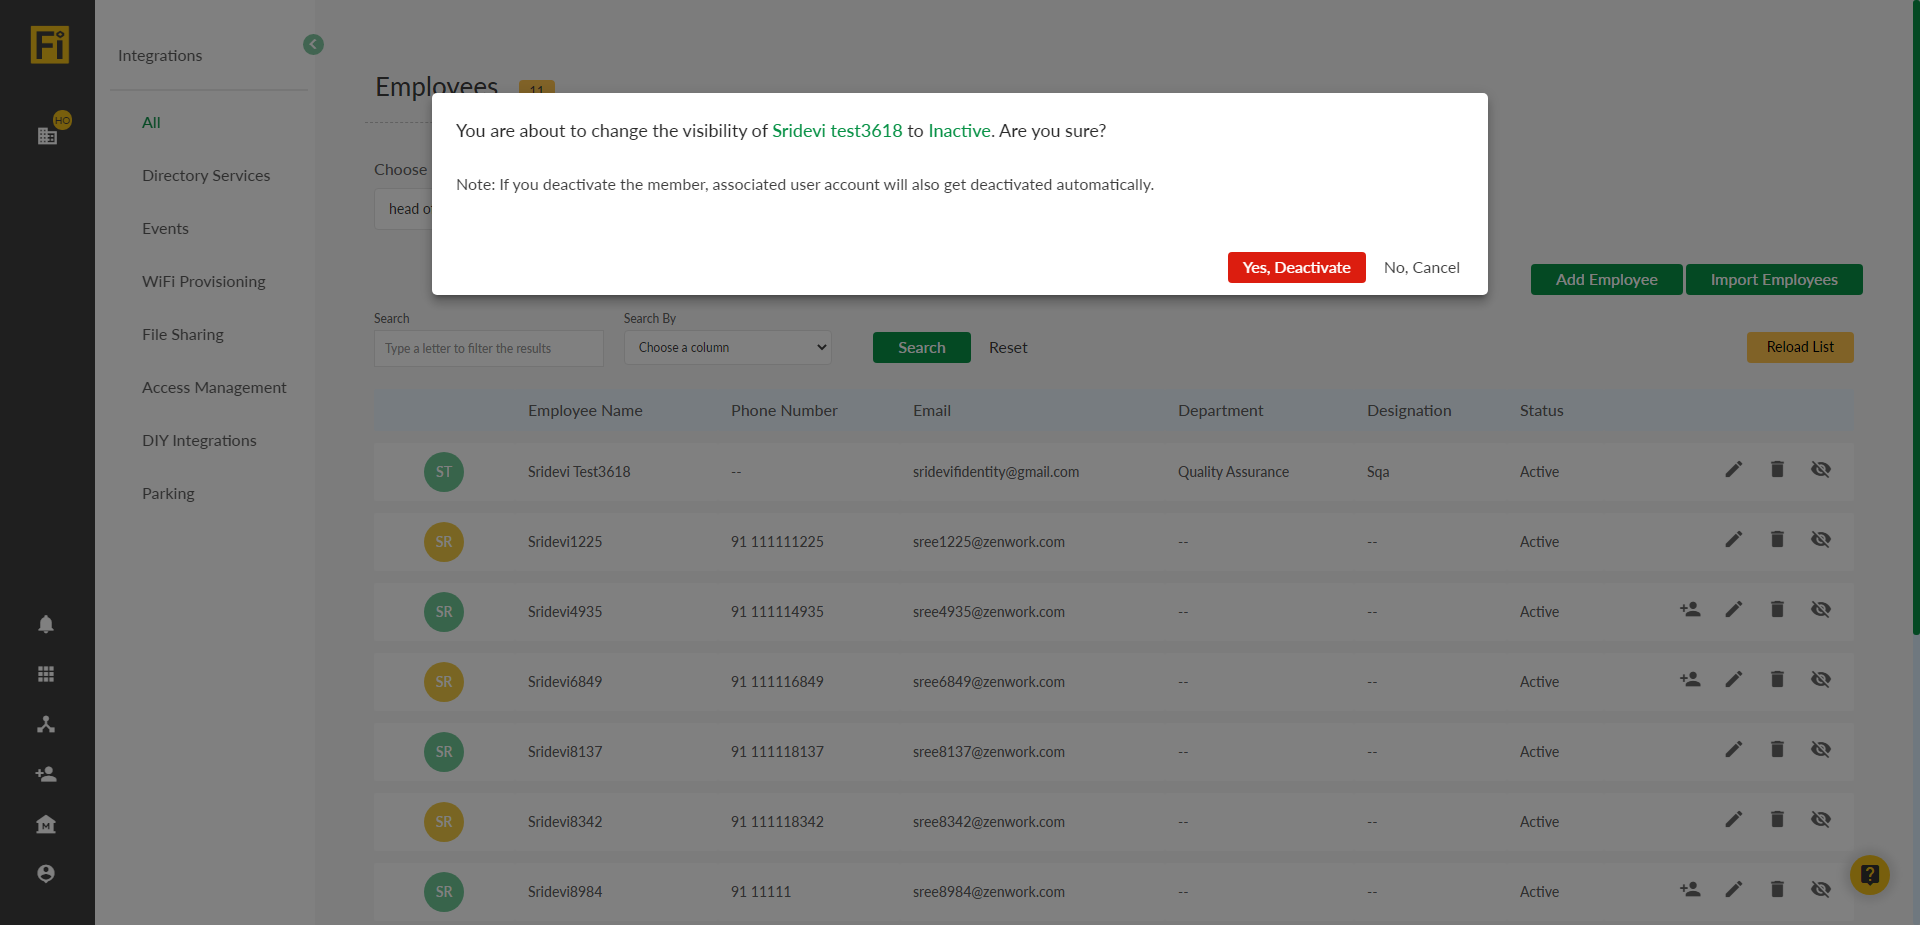 Fi
HO
Integrations
All
Directory Services
Events
WiFi Provisioning
File Sharing
Access Management
DIY Integrations
Parking
Employees 11
You are about to change the visibility of Sridevi test3618 to Inactive. Are you sure?
Note: If you deactivate the member, associated user account will also get deactivated automatically.
Yes, Deactivate No, Cancel
Choose
head
Add Employee Import Employees
Search Search By
Type a letter to filter the results Choose a column Search Reset Reload List
Employee Name Phone Number Email Department Designation Status
ST Sridevi Test3618 -- sridevifidentity@gmail.com Quality Assurance Sqa Active
SR Sridevi1225 91 111111225 sree1225@zenwork.com -- -- Active
SR Sridevi4935 91 111114935 sree4935@zenwork.com -- -- Active
SR Sridevi6849 91 111116849 sree6849@zenwork.com -- -- Active
SR Sridevi8137 91 111118137 sree8137@zenwork.com -- -- Active
SR Sridevi8342 91 111118342 sree8342@zenwork.com -- -- Active
SR Sridevi8984 91 11111 sree8984@zenwork.com -- -- Active